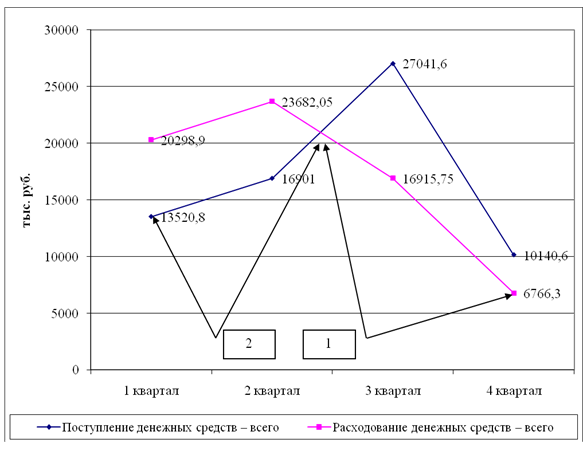 тыс. руб.
30000
25000
20000
15000
10000
5000
0
27041,6
23682,05
20298,9
16901
16915,75
13520,8
10140,6
6766,3
2
1
1 квартал
2 квартал
3 квартал
4 квартал
Поступление денежных средств – всего
Расходование денежных средств – всего